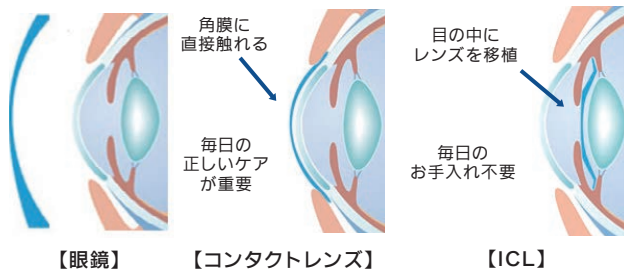 角膜に
直接触れる
毎日の
正しいケア
が重要
目の中に
レンズを移植
毎日の
お手入れ不要
【眼鏡】
【コンタクトレンズ】
【ICL】